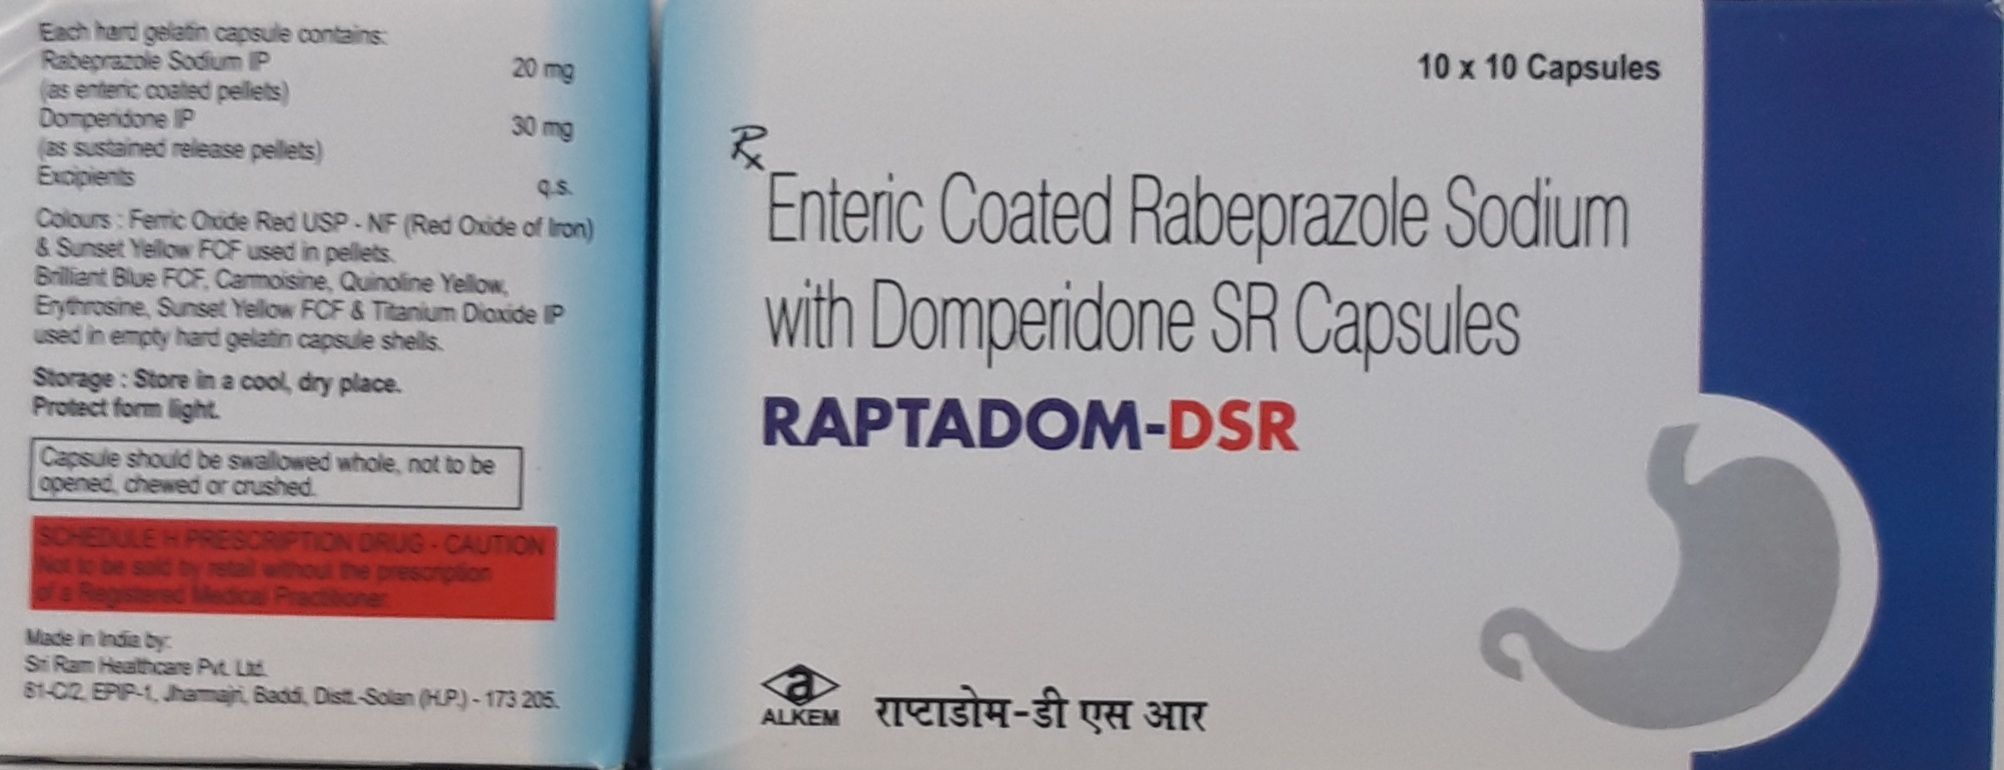 Each hard gelatin capsule contains:
Rabeprazole Sodium IP 20 mg
(as enteric coated pellets)
Domperidone IP 30 mg
(as sustained release pellets)
Excipients q.s.
Colours : Ferric Oxide Red USP - NF (Red Oxide of Iron)
& Sunset Yellow FCF used in pellets.
Brilliant Blue FCF, Carmoisine, Quinoline Yellow,
Erythrosine, Sunset Yellow FCF & Titanium Dioxide IP
used in empty hard gelatin capsule shells.
Storage : Store in a cool, dry place.
Protect form light.
Capsule should be swallowed whole, not to be
opened, chewed or crushed.
SCHEDULE H PRESCRIPTION DRUG - CAUTION
Not to be sold by retail without the prescription
of a Registered Medical Practitioner.
Made in India by:
Sri Ram Healthcare Pvt. Ltd.
61-C/2, EPIP-1, Jharmajri, Baddi, Distt.-Solan (H.P.) - 173 205.
10 x 10 Capsules
Rx
Enteric Coated Rabeprazole Sodium
with Domperidone SR Capsules
RAPTADOM-DSR
a
ALKEM
राप्टाडोम-डी एस आर